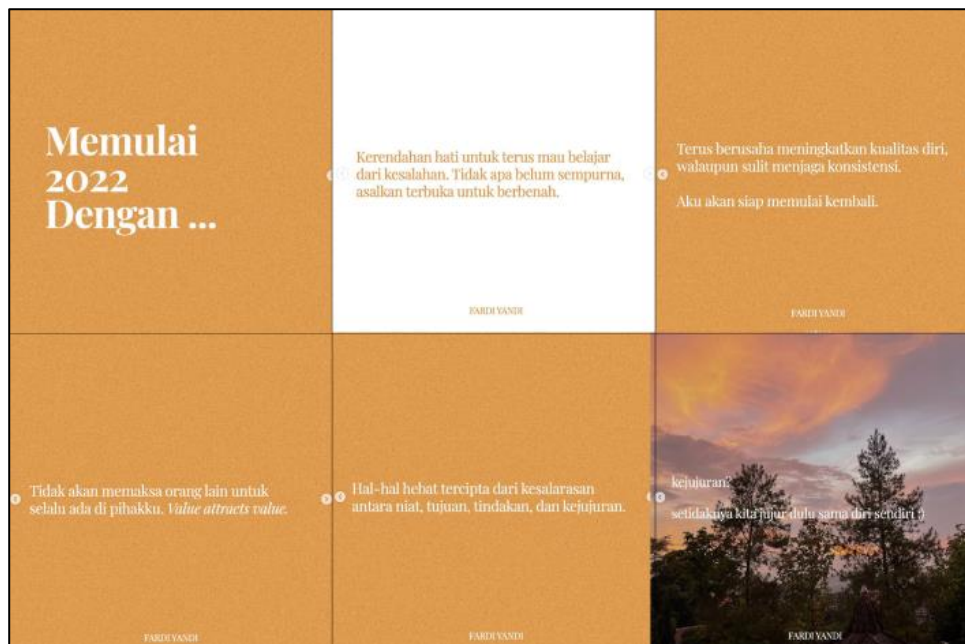 Memulai
2022
Dengan ...
Kerendahan hati untuk terus mau belajar
dari kesalahan. Tidak apa belum sempurna,
asalkan terbuka untuk berbenah.
FARDI YANDI
Terus berusaha meningkatkan kualitas diri,
walaupun sulit menjaga konsistensi.
Aku akan siap memulai kembali.
FARDI YANDI
Tidak akan memaksa orang lain untuk
selalu ada di pihakku. Value attracts value.
FARDI YANDI
Hal-hal hebat tercipta dari kesalarasan
antara niat, tujuan, tindakan, dan kejujuran.
FARDI YANDI
kejujuran.
setidaknya kita jujur dulu sama diri sendiri :)
FARDI YANDI